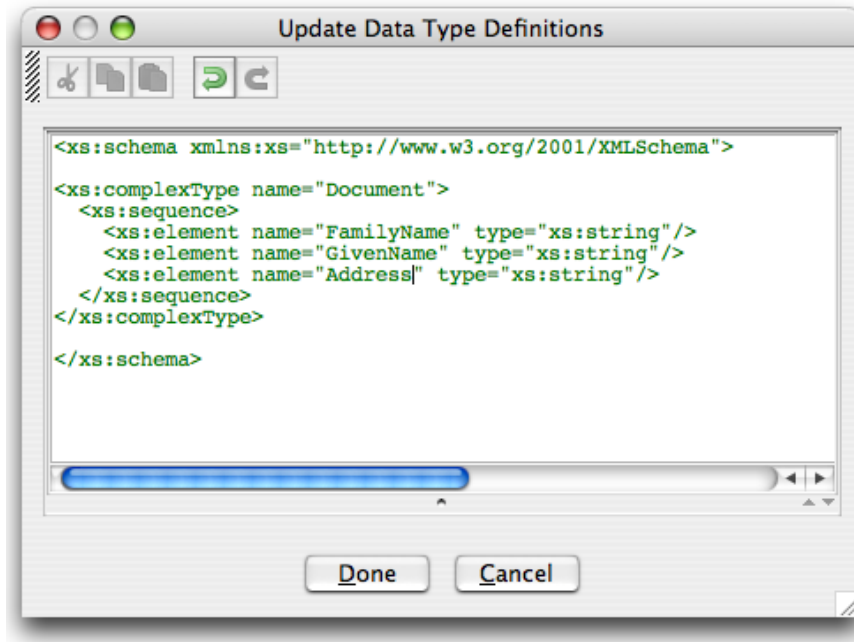 Update Data Type Definitions
<xs:schema xmlns:xs="http://www.w3.org/2001/XMLSchema">
<xs:complexType name="Document">
  <xs:sequence>
    <xs:element name="FamilyName" type="xs:string"/>
    <xs:element name="GivenName" type="xs:string"/>
    <xs:element name="Address" type="xs:string"/>
  </xs:sequence>
</xs:complexType>
</xs:schema>
Done Cancel